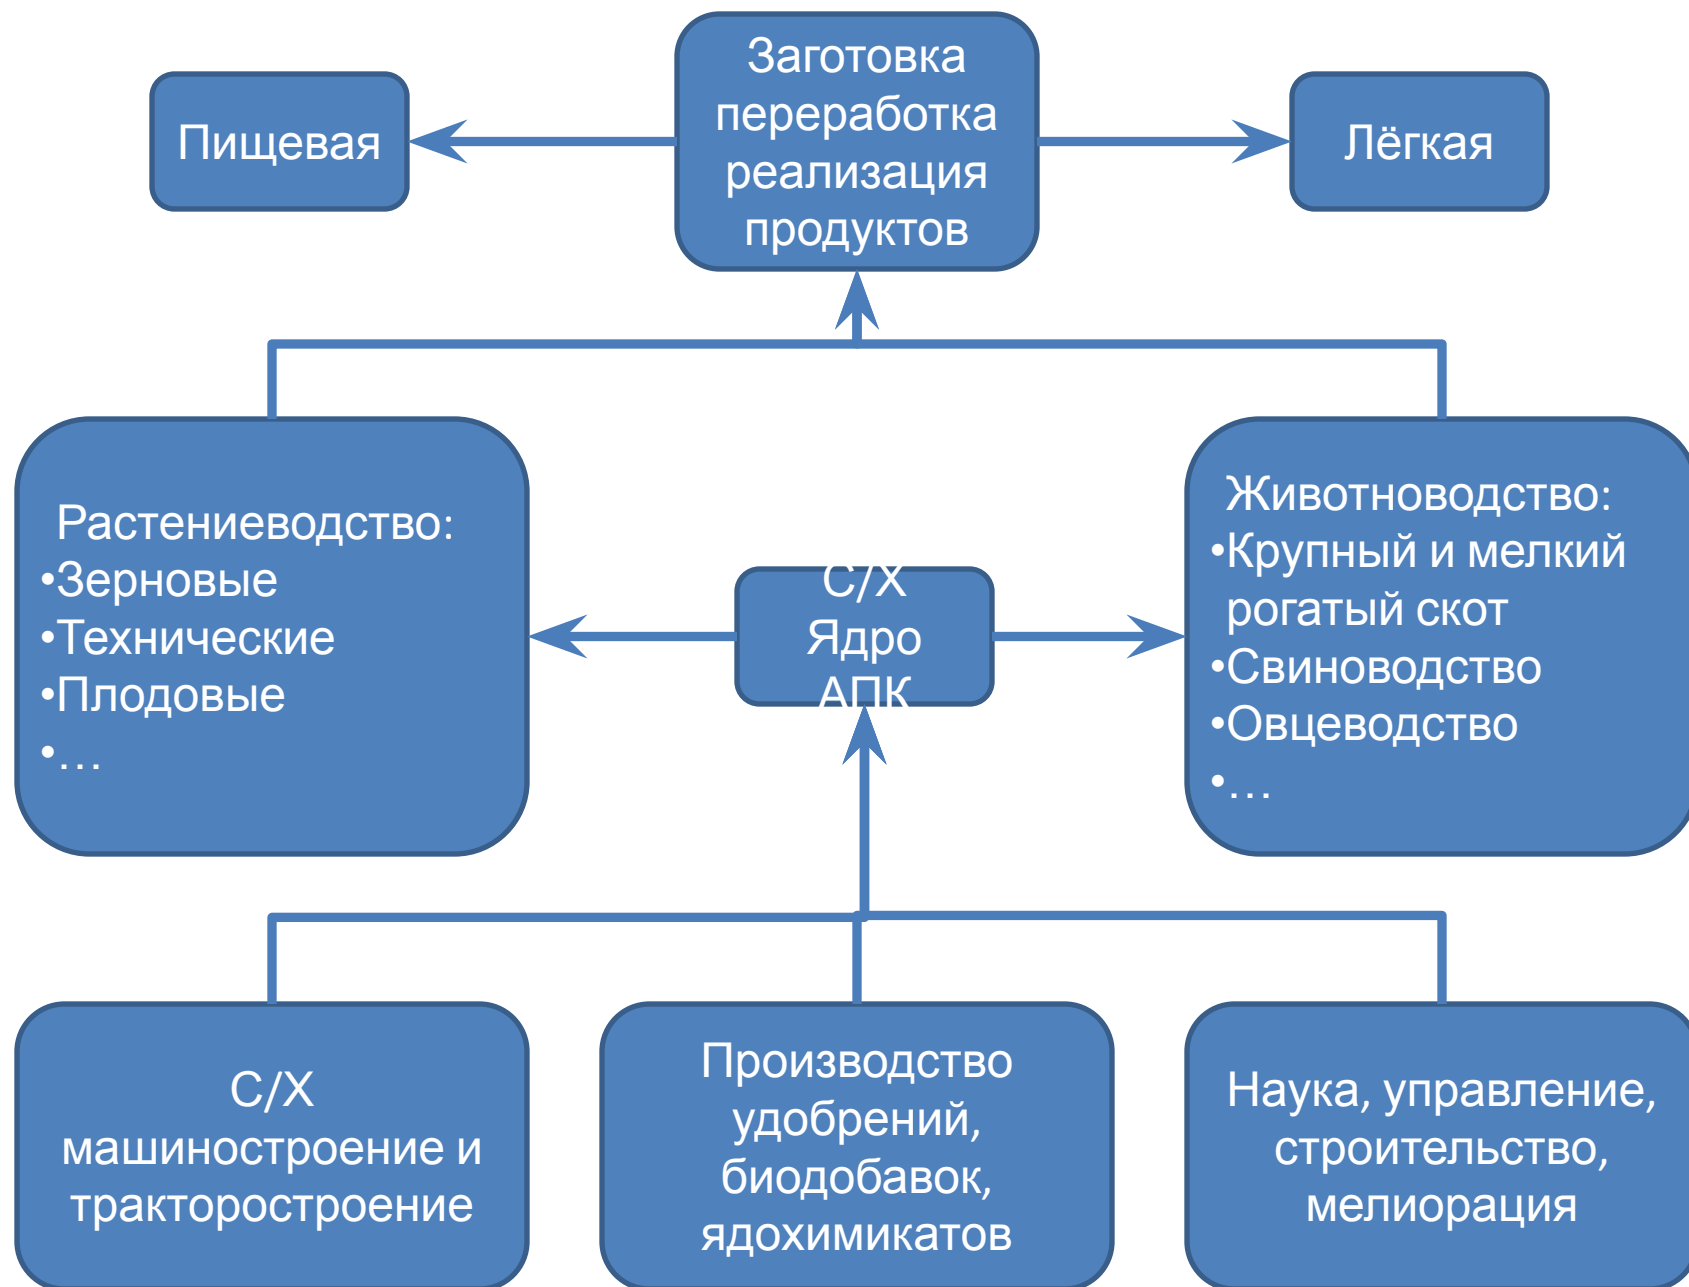 Заготовка
переработка
реализация
продуктов
Пищевая
Лёгкая
Растениеводство:
•Зерновые
•Технические
•Плодовые
•…
С/Х
Ядро
АПК
Животноводство:
•Крупный и мелкий
рогатый скот
•Свиноводство
•Овцеводство
•…
С/Х
машиностроение и
тракторостроение
Производство
удобрений,
биодобавок,
ядохимикатов
Наука, управление,
строительство,
мелиорация